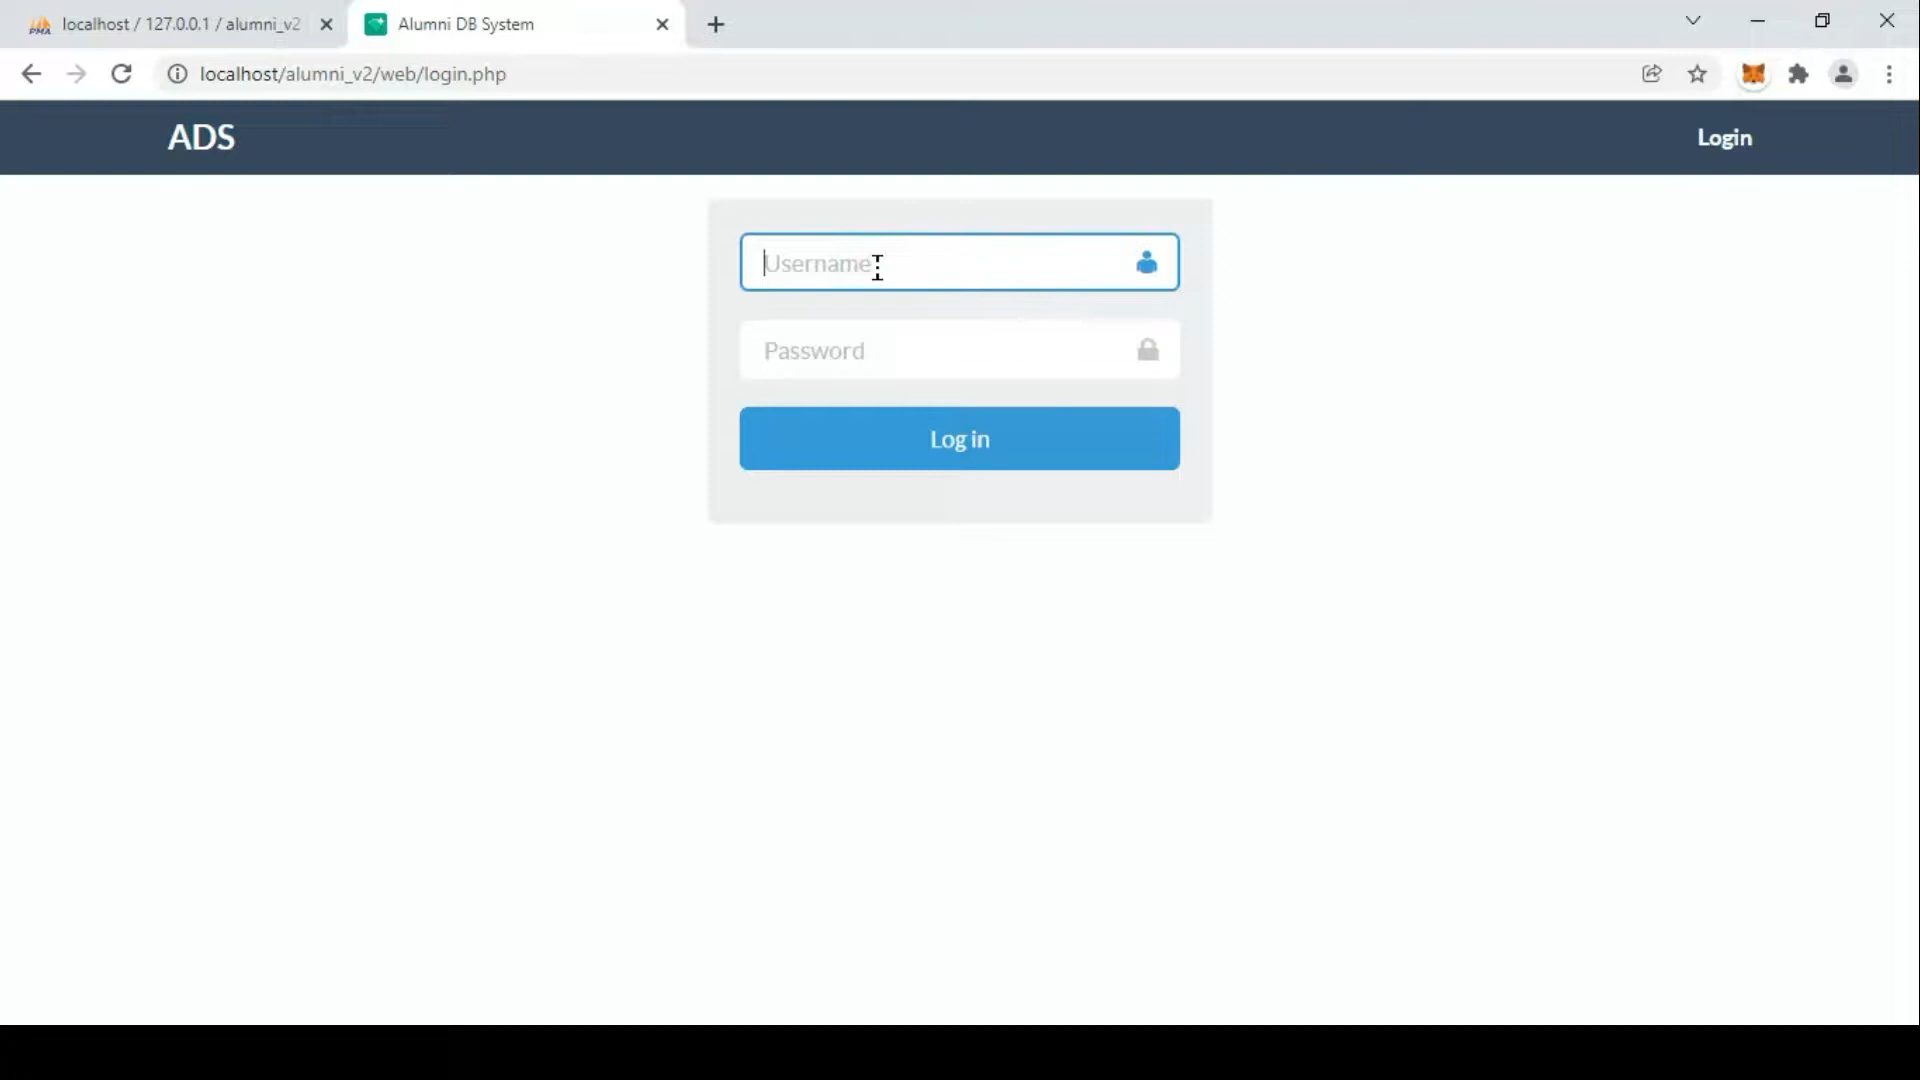 localhost / 127.0.0.1 / alumni_v2
Alumni DB System
localhost/alumni_v2/web/login.php
ADS
Login
Username
Password
Log in
PMA